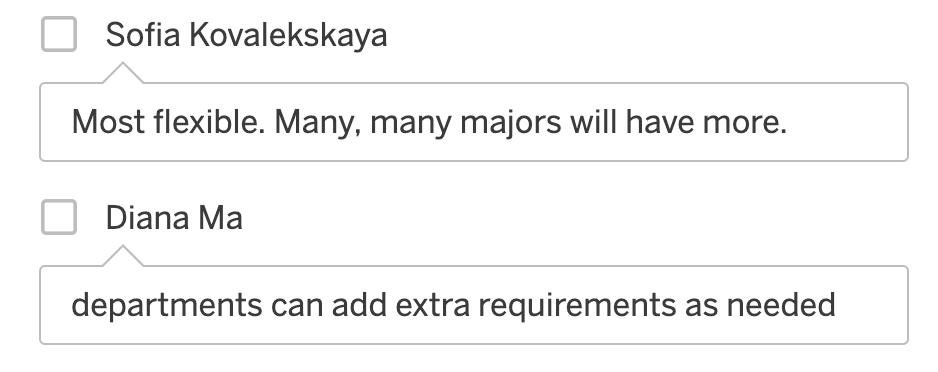 Sofia Kovalekskaya
Most flexible. Many, many majors will have more.
Diana Ma
departments can add extra requirements as needed